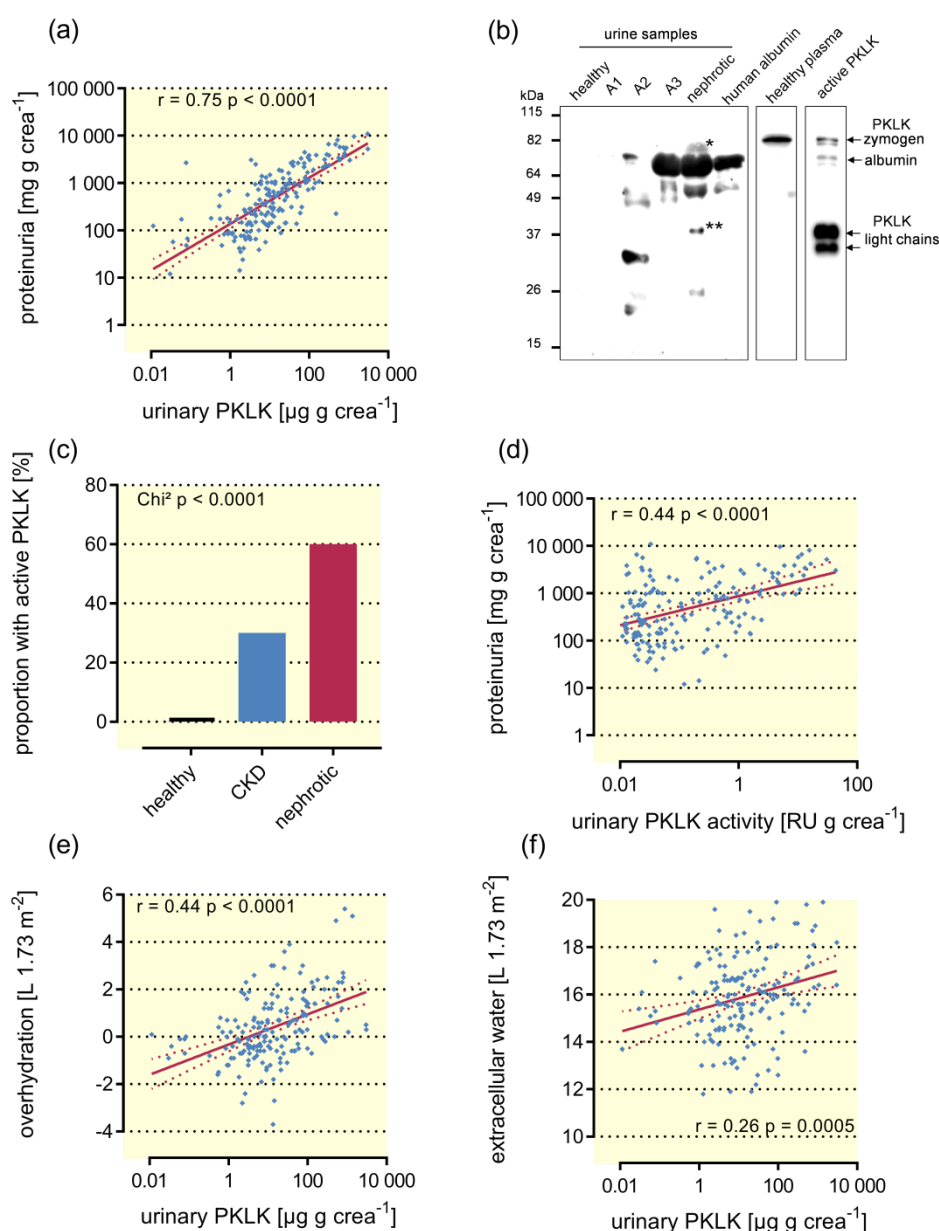 (a)
r = 0.75 p < 0.0001
proteinuria [mg g crea⁻¹]
100 000
10 000
1 000
100
10
1
0.01
1
100
10 000
urinary PKLK [µg g crea⁻¹]
(b)
urine samples
healthy
A1
A2
A3
nephrotic
human albumin
healthy plasma
active PKLK
kDa
115
82
64
49
37
26
15
*
**
PKLK
zymogen
albumin
PKLK
light chains
(c)
Chi² p < 0.0001
proportion with active PKLK [%]
80
60
40
20
0
healthy
CKD
nephrotic
(d)
r = 0.44 p < 0.0001
proteinuria [mg g crea⁻¹]
100 000
10 000
1 000
100
10
1
0.01
1
100
urinary PKLK activity [RU g crea⁻¹]
(e)
r = 0.44 p < 0.0001
overhydration [L 1.73 m⁻²]
6
4
2
0
-2
-4
0.01
1
100
10 000
urinary PKLK [µg g crea⁻¹]
(f)
extracellular water [L 1.73 m⁻²]
20
18
16
14
12
10
r = 0.26 p = 0.0005
0.01
1
100
10 000
urinary PKLK [µg g crea⁻¹]